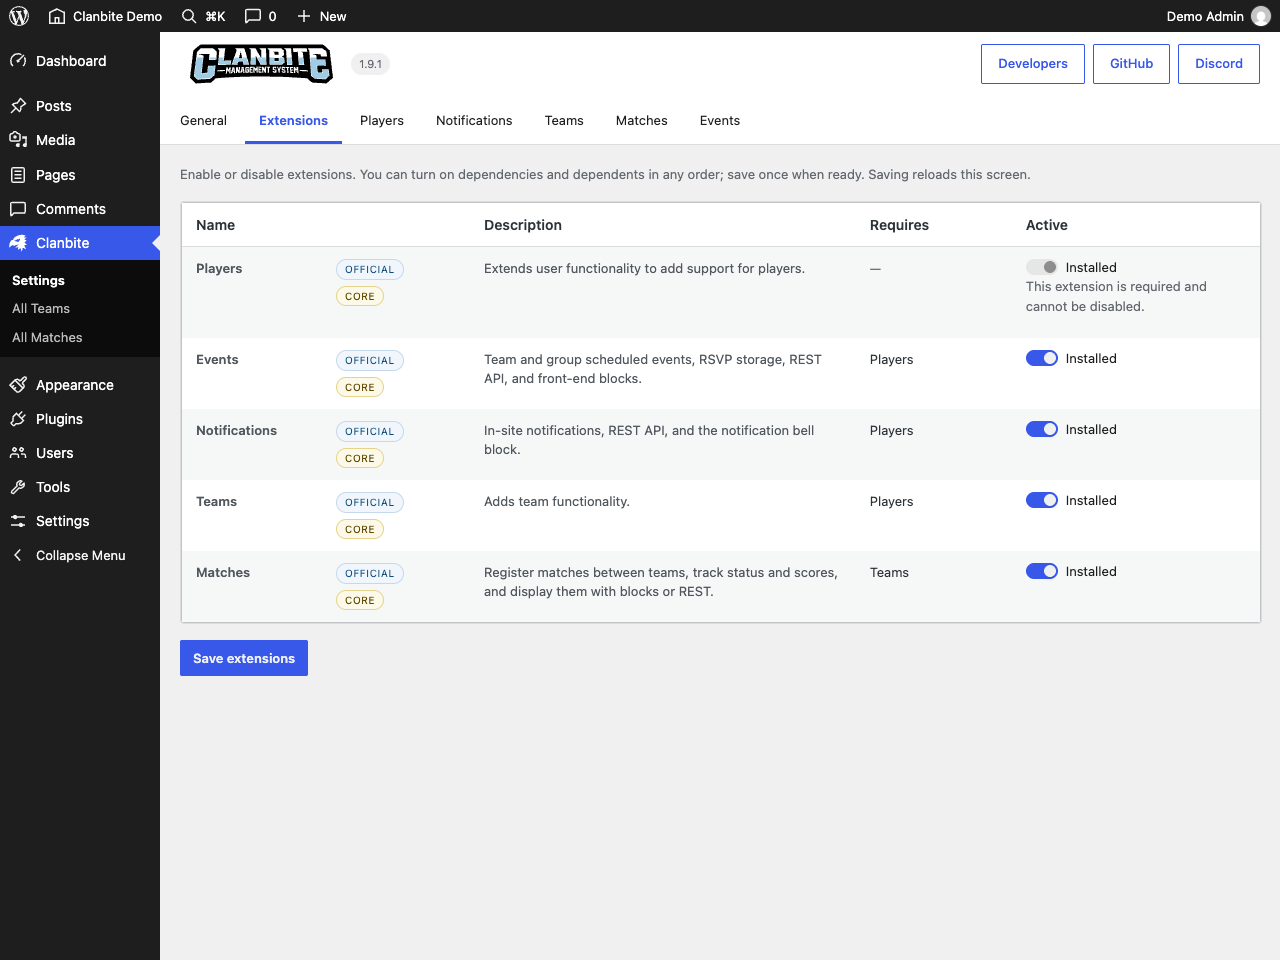 Clanbite Demo
⌘K
0
New
Demo Admin
Dashboard
Posts
Media
Pages
Comments
Clanbite
Settings
All Teams
All Matches
Appearance
Plugins
Users
Tools
Settings
Collapse Menu
CLANBITE
MANAGEMENT SYSTEM
1.9.1
Developers
GitHub
Discord
General
Extensions
Players
Notifications
Teams
Matches
Events
Enable or disable extensions. You can turn on dependencies and dependents in any order; save once when ready. Saving reloads this screen.
Name
Description
Requires
Active
Players
OFFICIAL
CORE
Extends user functionality to add support for players.
—
Installed
This extension is required and
cannot be disabled.
Events
OFFICIAL
CORE
Team and group scheduled events, RSVP storage, REST
API, and front-end blocks.
Players
Installed
Notifications
OFFICIAL
CORE
In-site notifications, REST API, and the notification bell
block.
Players
Installed
Teams
OFFICIAL
CORE
Adds team functionality.
Players
Installed
Matches
OFFICIAL
CORE
Register matches between teams, track status and scores,
and display them with blocks or REST.
Teams
Installed
Save extensions